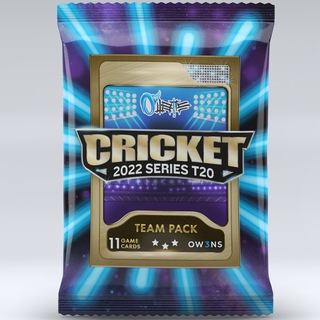 CRICKET
2022 SERIES T20
TEAM PACK
11 GAME
CARDS
OW3NS